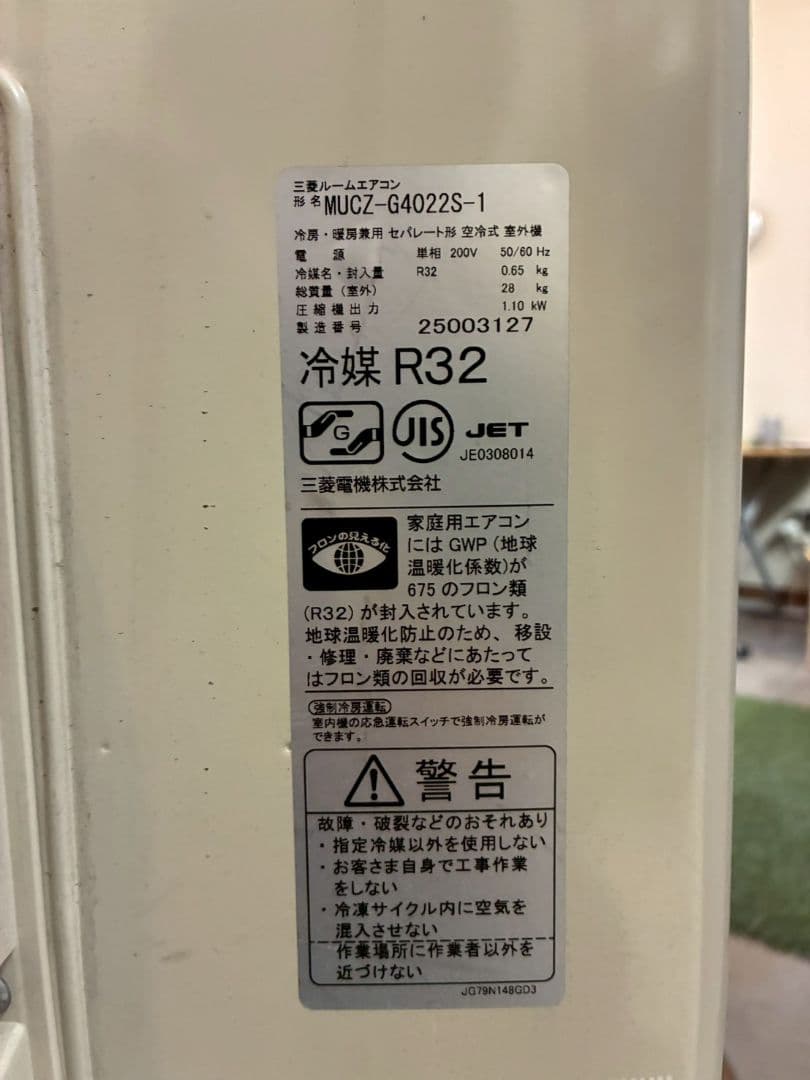 三菱ルームエアコン
形名 MUCZ-G4022S-1
冷房・暖房兼用 セパレート形 空冷式 室外機
電源 単相 200V 50/60 Hz
冷媒名・封入量 R32 0.65 kg
総質量(室外) 28 kg
圧縮機出力 1.10 kW
製造番号 25003127
冷媒 R32
G JIS JET
JE0308014
三菱電機株式会社
フロンの見える化
家庭用エアコン
には GWP (地球
温暖化係数)が
675 のフロン類
(R32) が封入されています。
地球温暖化防止のため、移設
・修理・廃棄などにあたって
はフロン類の回収が必要です。
強制冷房運転
室内機の応急運転スイッチで強制冷房運転が
できます。
警告
故障・破裂などのおそれあり
・指定冷媒以外を使用しない
・お客さま自身で工事作業
をしない
・冷凍サイクル内に空気を
混入させない
作業場所に作業者以外を
近づけない
JG79N148GD3